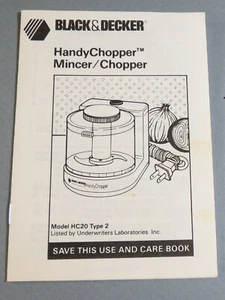 BLACK&DECKER®
HandyChopper™
Mincer/Chopper
HandyChopper
Model HC20 Type 2
Listed by Underwriters Laboratories Inc.
SAVE THIS USE AND CARE BOOK